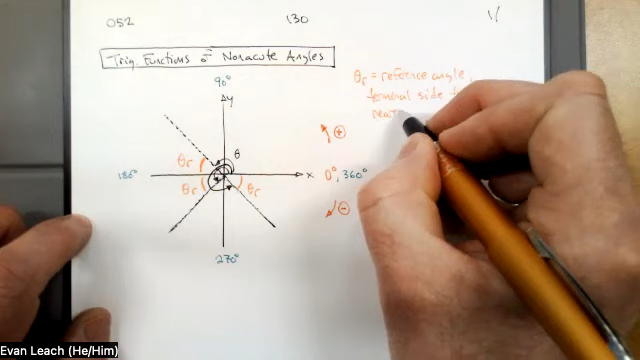 052 130 1/
Trig. Functions of Nonacute Angles
θr = reference angle,
terminal side
90°
y
θ
θr
180° x 0°, 360°
θr θr
270°
Evan Leach (He/Him)